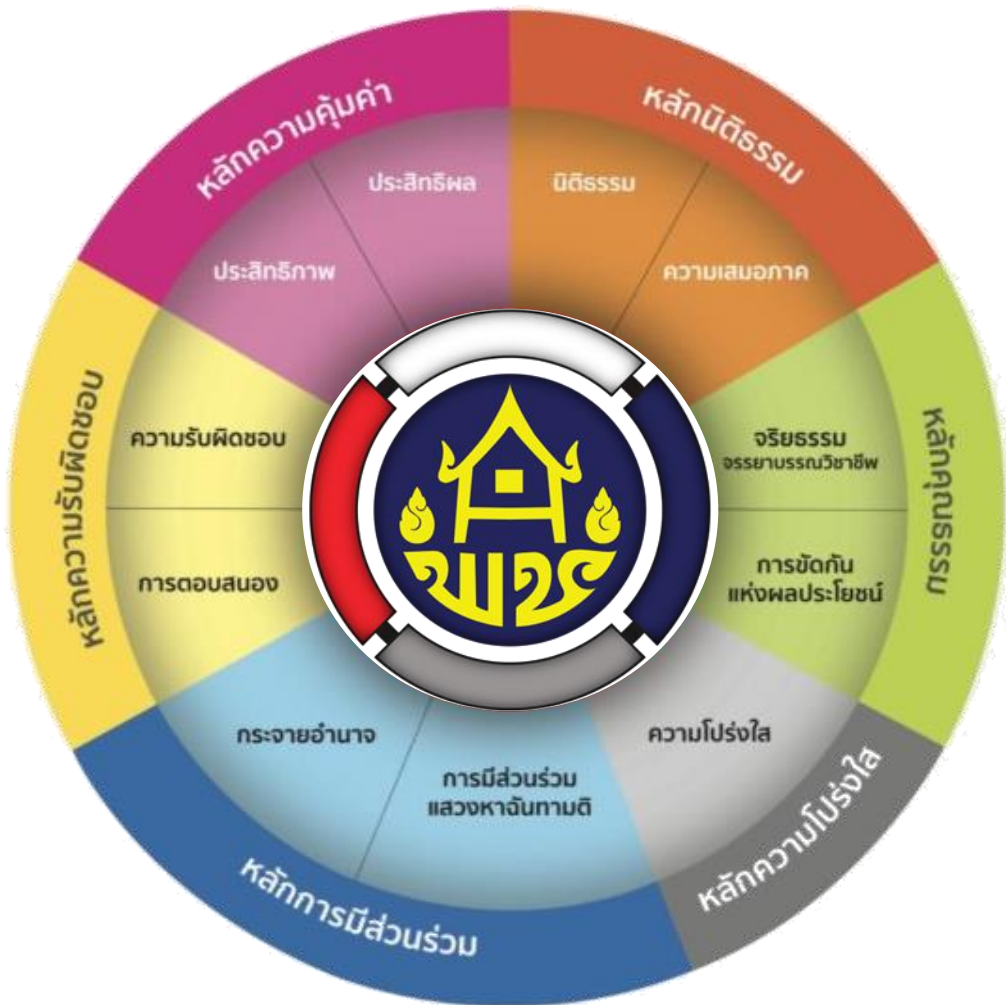 หลักความคุ้มค่า
ประสิทธิผล
ประสิทธิภาพ
หลักนิติธรรม
นิติธรรม
ความเสมอภาค
หลักคุณธรรม
จริยธรรม
จรรยาบรรณวิชาชีพ
การขัดกัน
แห่งผลประโยชน์
หลักความโปร่งใส
ความโปร่งใส
หลักการมีส่วนร่วม
การมีส่วนร่วม
แสวงหาฉันทามติ
กระจายอำนาจ
หลักความรับผิดชอบ
ความรับผิดชอบ
การตอบสนอง
พอช